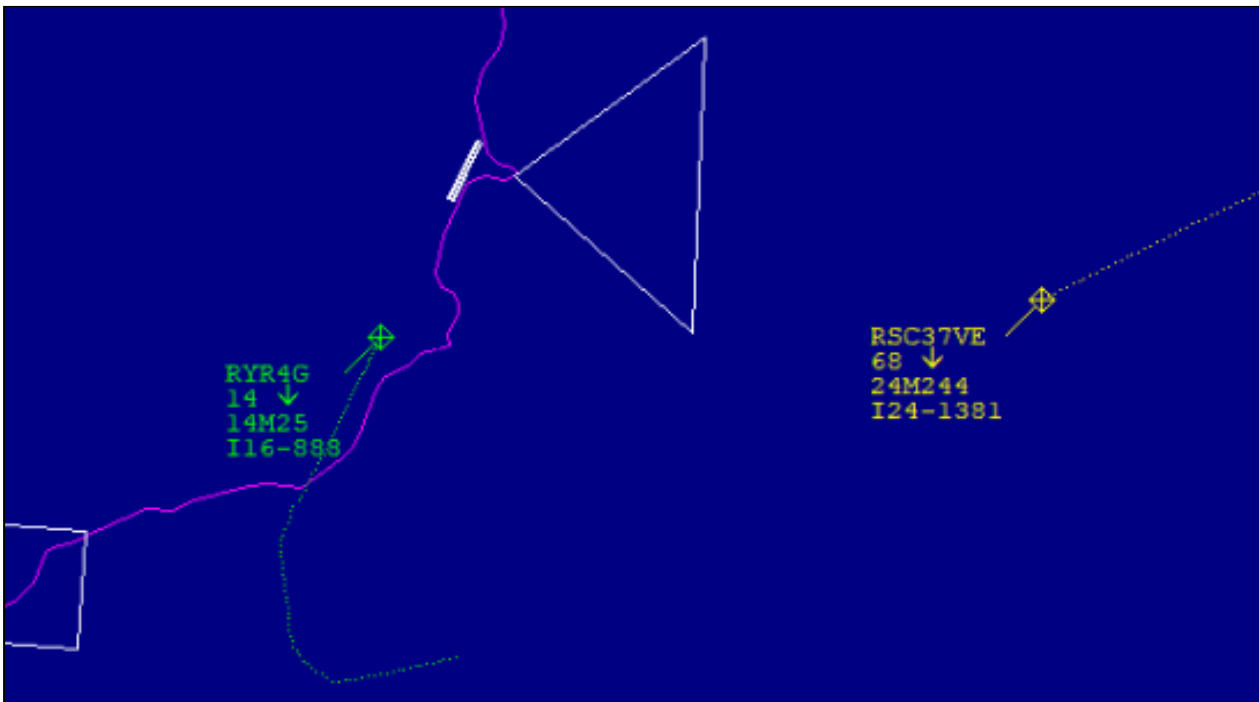 RYR4G
14 ↓
14M25
I16-888
RSC37VE
68 ↓
24M244
I24-1381